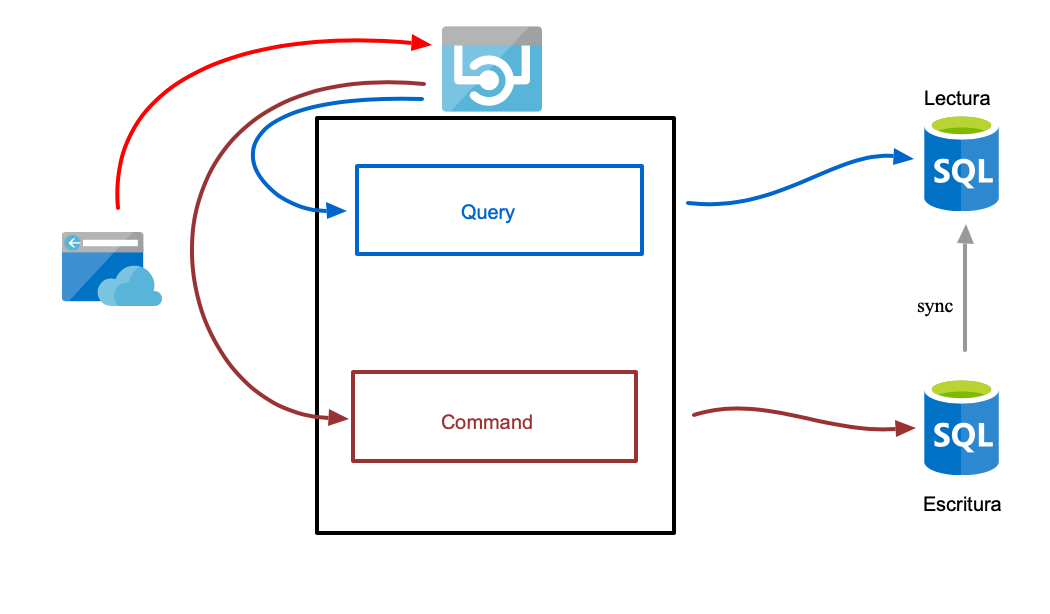 Lectura
SQL
Query
sync
Command
SQL
Escritura